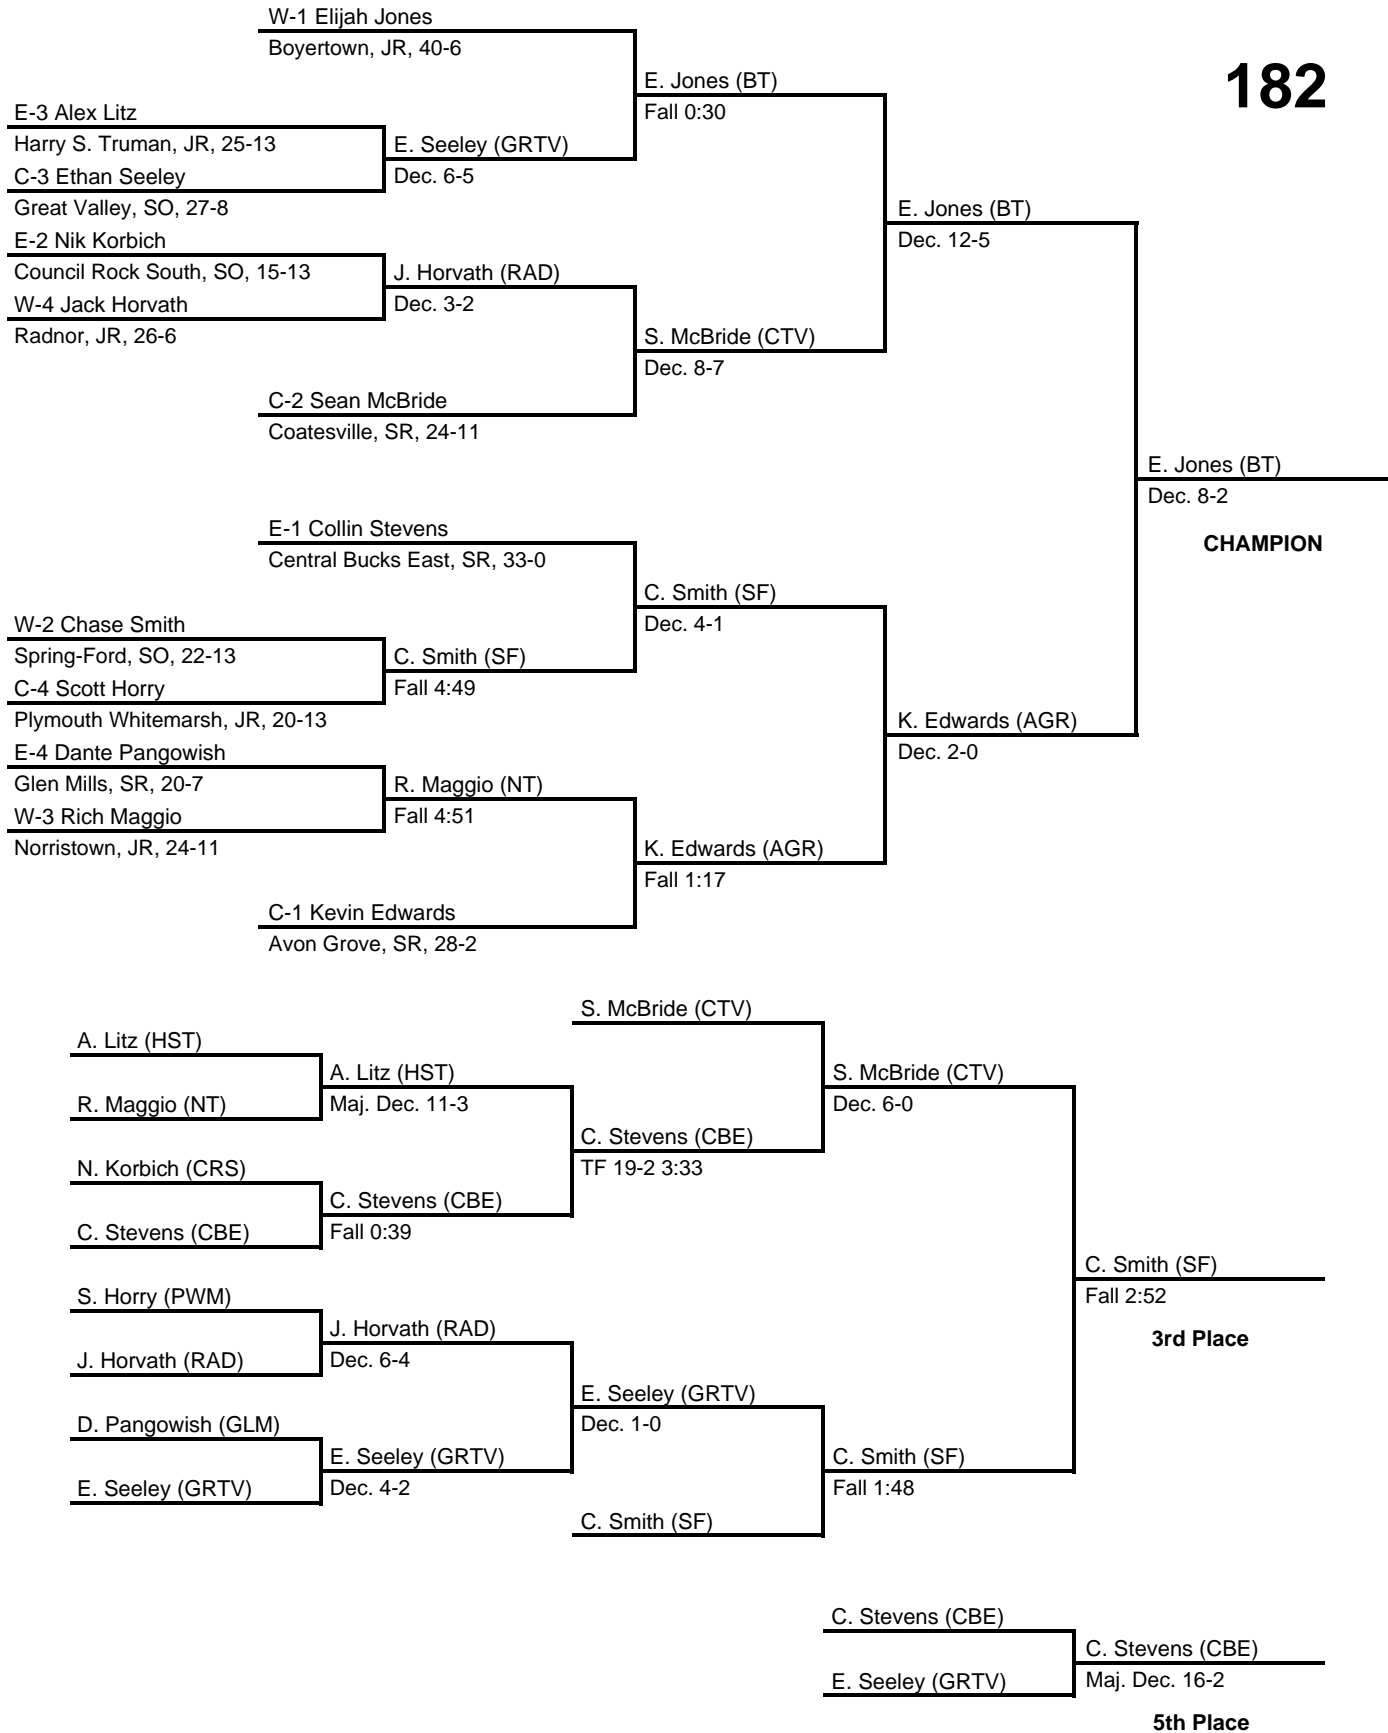 W-1 Elijah Jones
Boyertown, JR, 40-6
182
E. Jones (BT)
Fall 0:30
E-3 Alex Litz
Harry S. Truman, JR, 25-13
E. Seeley (GRTV)
Dec. 6-5
C-3 Ethan Seeley
Great Valley, SO, 27-8
E. Jones (BT)
Dec. 12-5
E-2 Nik Korbich
Council Rock South, SO, 15-13
J. Horvath (RAD)
Dec. 3-2
W-4 Jack Horvath
Radnor, JR, 26-6
S. McBride (CTV)
Dec. 8-7
C-2 Sean McBride
Coatesville, SR, 24-11
E. Jones (BT)
Dec. 8-2
CHAMPION
E-1 Collin Stevens
Central Bucks East, SR, 33-0
C. Smith (SF)
Dec. 4-1
W-2 Chase Smith
Spring-Ford, SO, 22-13
C. Smith (SF)
Fall 4:49
C-4 Scott Horry
Plymouth Whitemarsh, JR, 20-13
K. Edwards (AGR)
Dec. 2-0
E-4 Dante Pangowish
Glen Mills, SR, 20-7
R. Maggio (NT)
Fall 4:51
W-3 Rich Maggio
Norristown, JR, 24-11
K. Edwards (AGR)
Fall 1:17
C-1 Kevin Edwards
Avon Grove, SR, 28-2
S. McBride (CTV)
A. Litz (HST)
A. Litz (HST)
Maj. Dec. 11-3
R. Maggio (NT)
S. McBride (CTV)
Dec. 6-0
C. Stevens (CBE)
TF 19-2 3:33
N. Korbich (CRS)
C. Stevens (CBE)
Fall 0:39
C. Stevens (CBE)
C. Smith (SF)
Fall 2:52
3rd Place
S. Horry (PWM)
J. Horvath (RAD)
Dec. 6-4
J. Horvath (RAD)
E. Seeley (GRTV)
Dec. 1-0
D. Pangowish (GLM)
E. Seeley (GRTV)
Dec. 4-2
E. Seeley (GRTV)
C. Smith (SF)
Fall 1:48
C. Smith (SF)
C. Stevens (CBE)
C. Stevens (CBE)
Maj. Dec. 16-2
E. Seeley (GRTV)
5th Place